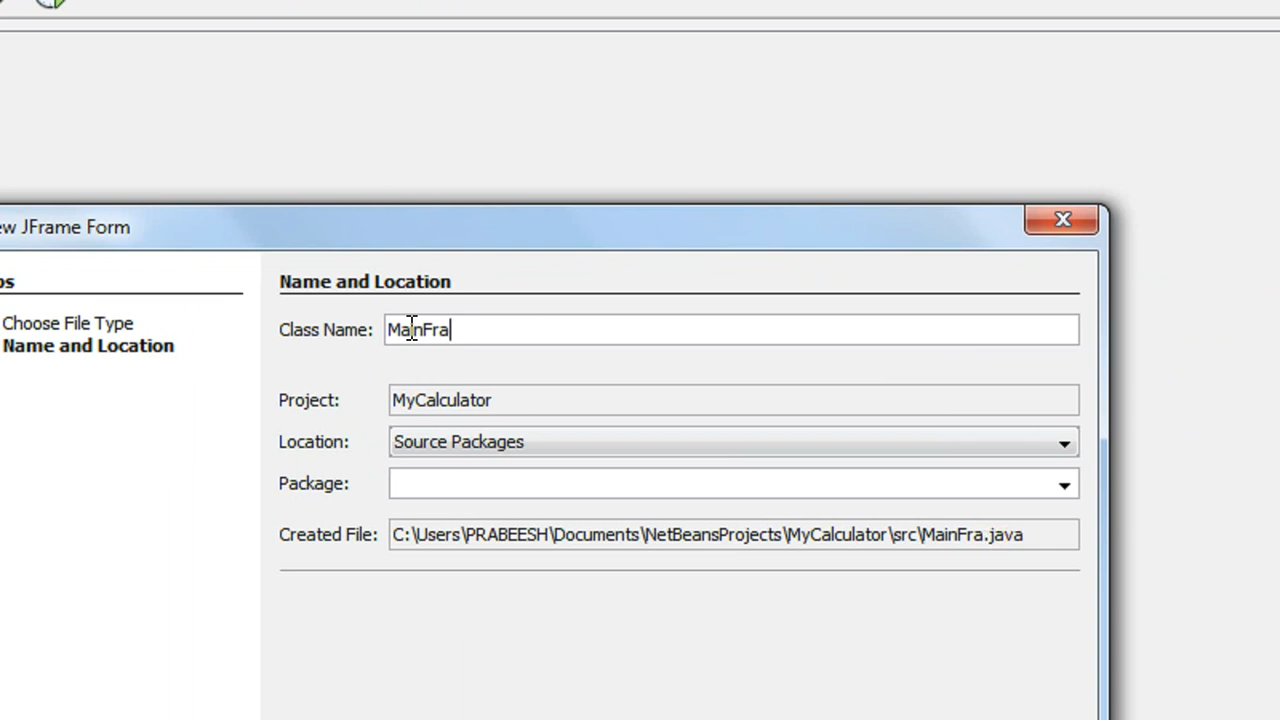 ew JFrame Form
os
Name and Location
Choose File Type
Name and Location
Class Name: MainFra
Project: MyCalculator
Location: Source Packages
Package:
Created File: C:\Users\PRABEESH\Documents\NetBeansProjects\MyCalculator\src\MainFra.java